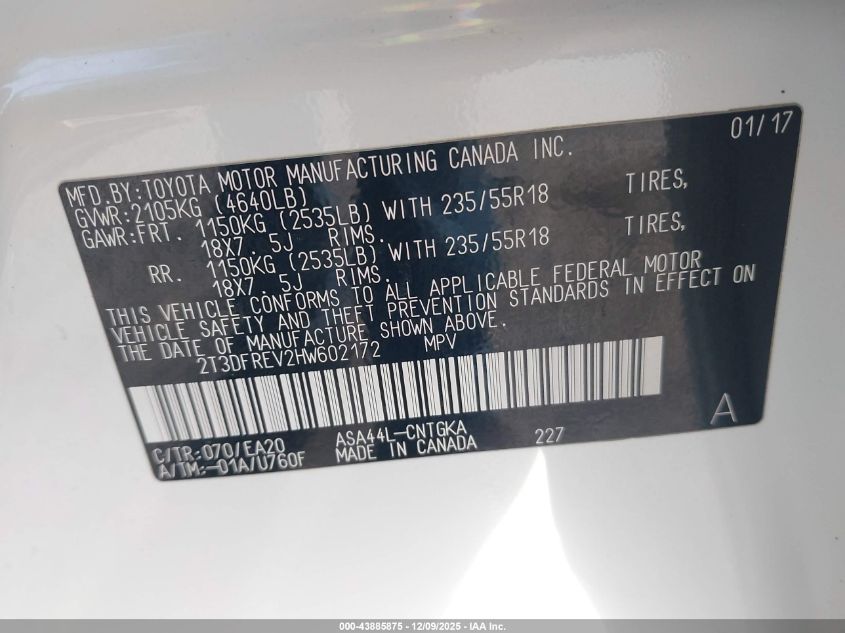 01/17
MFD.BY:TOYOTA MOTOR MANUFACTURING CANADA INC.
GVWR:2105KG (4640LB)
GAWR:FRT. 1150KG (2535LB) WITH 235/55R18 TIRES,
18X7. 5J RIMS.
RR. 1150KG (2535LB) WITH 235/55R18 TIRES,
18X7. 5J RIMS.
THIS VEHICLE CONFORMS TO ALL APPLICABLE FEDERAL MOTOR
VEHICLE SAFETY AND THEFT PREVENTION STANDARDS IN EFFECT ON
THE DATE OF MANUFACTURE SHOWN ABOVE.
2T3DFREV2HW602172 MPV
C/TR:070/EA20 ASA44L-CNTGKA 227 A
A/TM:-01A/U760F MADE IN CANADA
000-43885875 - 12/09/2025 - IAA Inc.